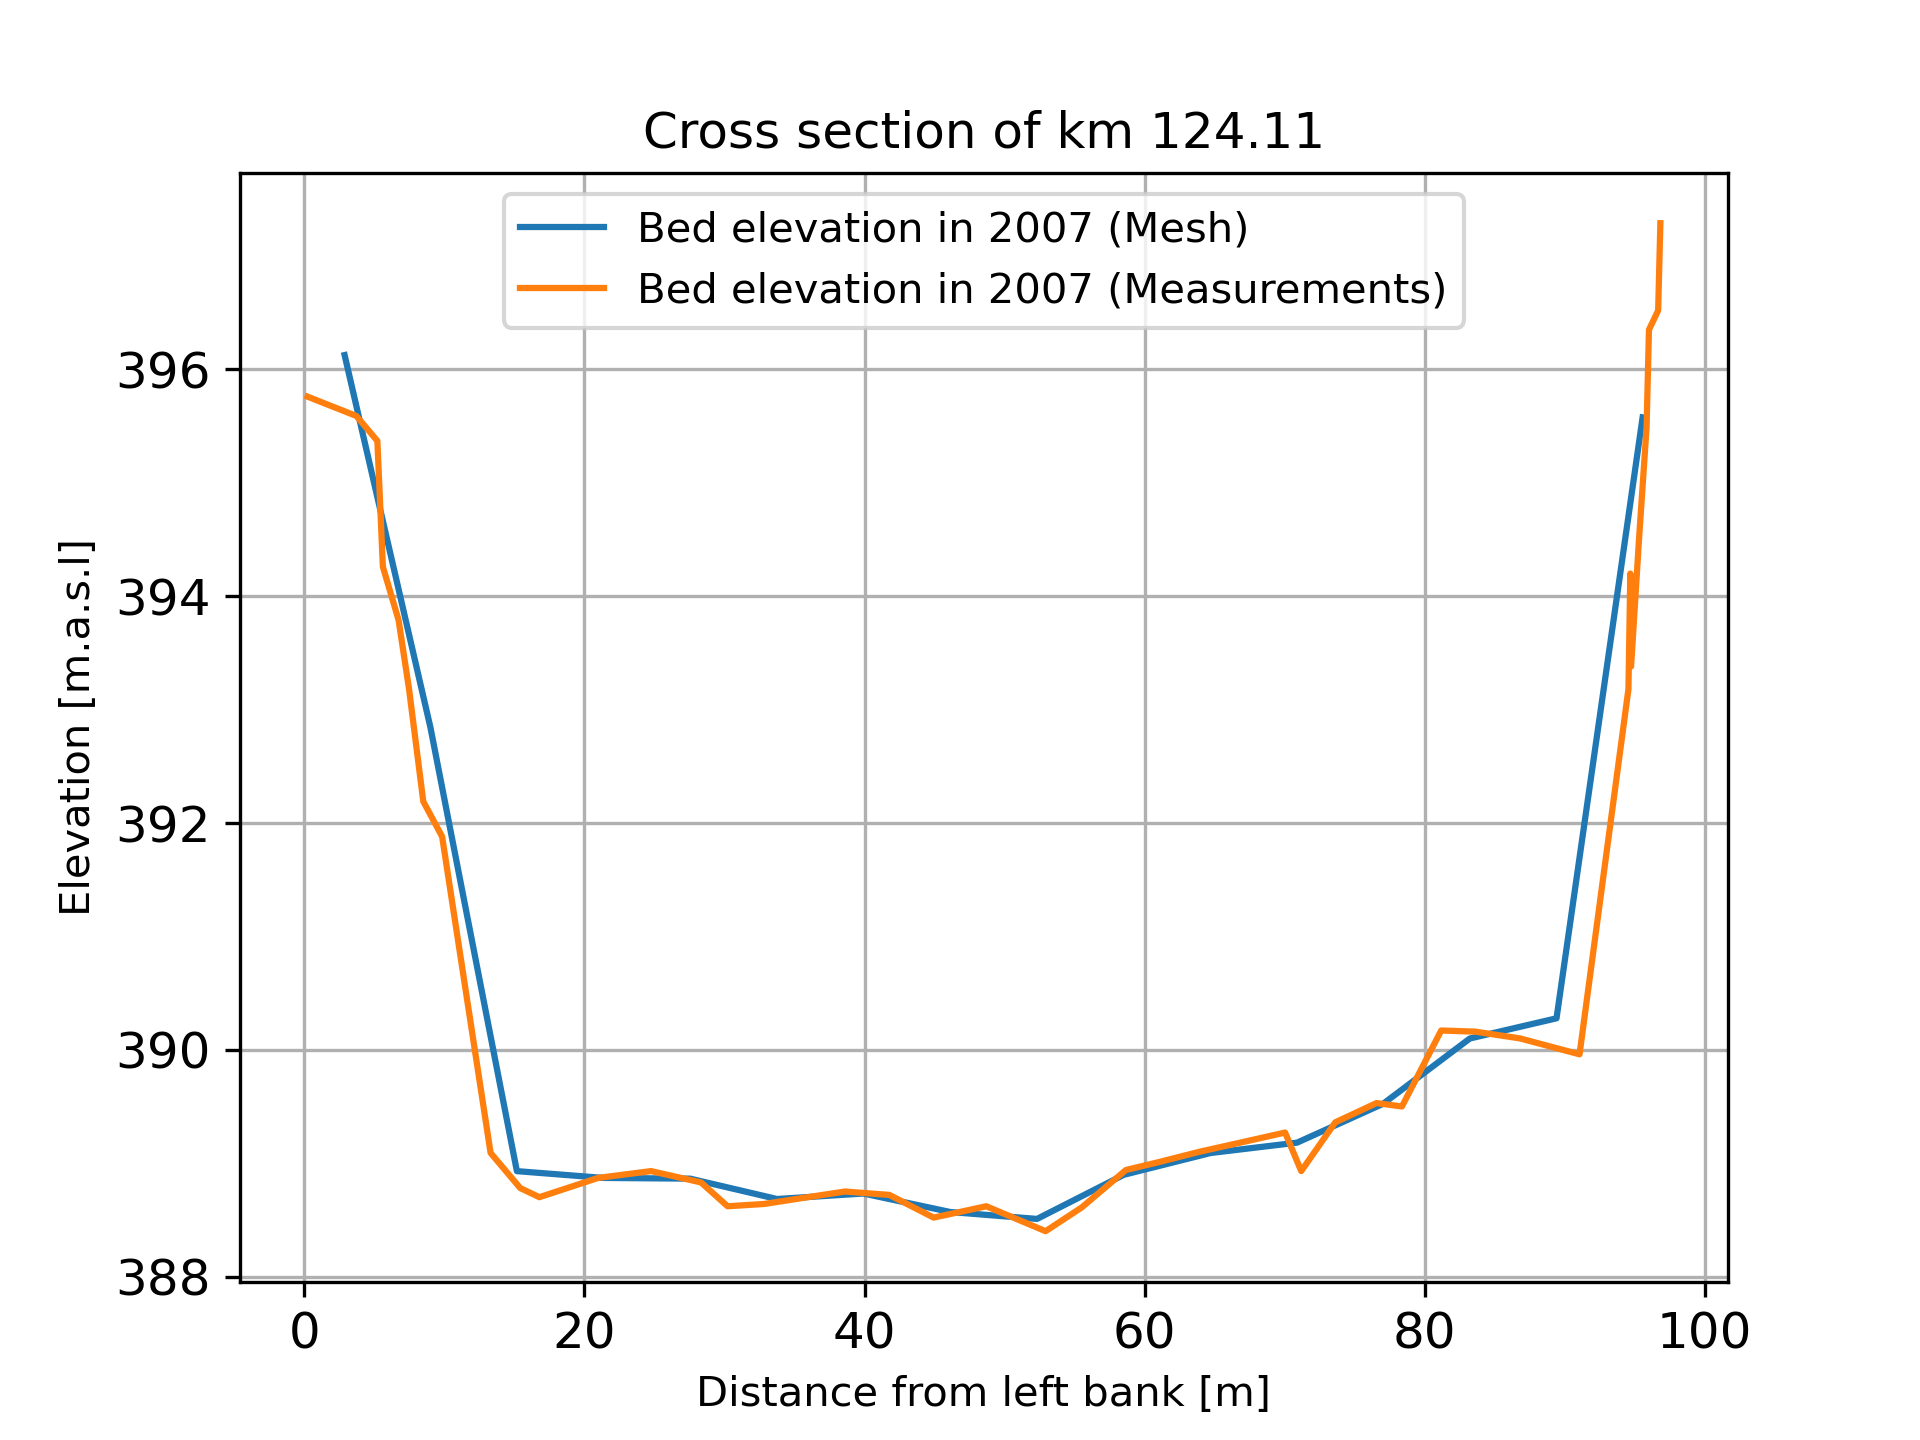 Cross section of km 124.11
Bed elevation in 2007 (Mesh)
Bed elevation in 2007 (Measurements)
Elevation [m.a.s.l]
396
394
392
390
388
0 20 40 60 80 100
Distance from left bank [m]